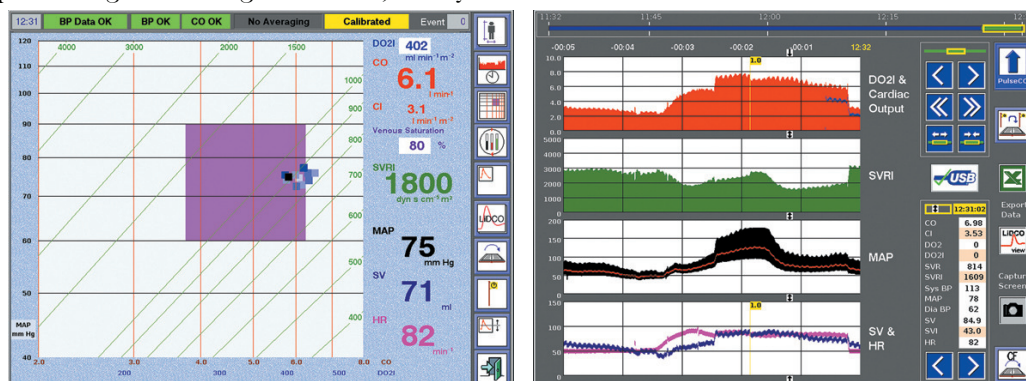 12:31 BP Data OK BP OK CO OK No Averaging Calibrated Event 0
120
110
100
90
80
70
60
50
40
MAP
mm Hg
4000 3000 2000 1500
1000
900
800
700
600
500
400
2.0 3.0 4.0 5.0 6.0 8.0 CO
200 300 400 500 DO2I
DO2I 402
ml min⁻¹ m⁻²
CO
6.1
l min⁻¹
CI 3.1
l min⁻¹ m⁻²
Venous Saturation
80 %
SVRI
1800
dyn s cm⁻⁵ m²
MAP
75
mm Hg
SV
71
ml
HR
82
min⁻¹
LiDCO
11:32 11:45 12:00 12:15
-00:05 -00:04 -00:03 -00:02 00:01 12:32
1.0
10.0
8.0
6.0
4.0
2.0
0.0
DO2I &
Cardiac
Output
5000
4000
3000
2000
1000
0
SVRI
200
150
100
50
0
MAP
150
100
50
0
1.0
SV &
HR
PulseCO
USB
Export
Data
LiDCO
view
Capture
Screen
CF
12:31:02
CO 6.98
CI 3.53
DO2 0
DO2I 0
SVR 814
SVRI 1609
Sys BP 113
MAP 78
Dia BP 62
SV 84.9
SVI 43.0
HR 82